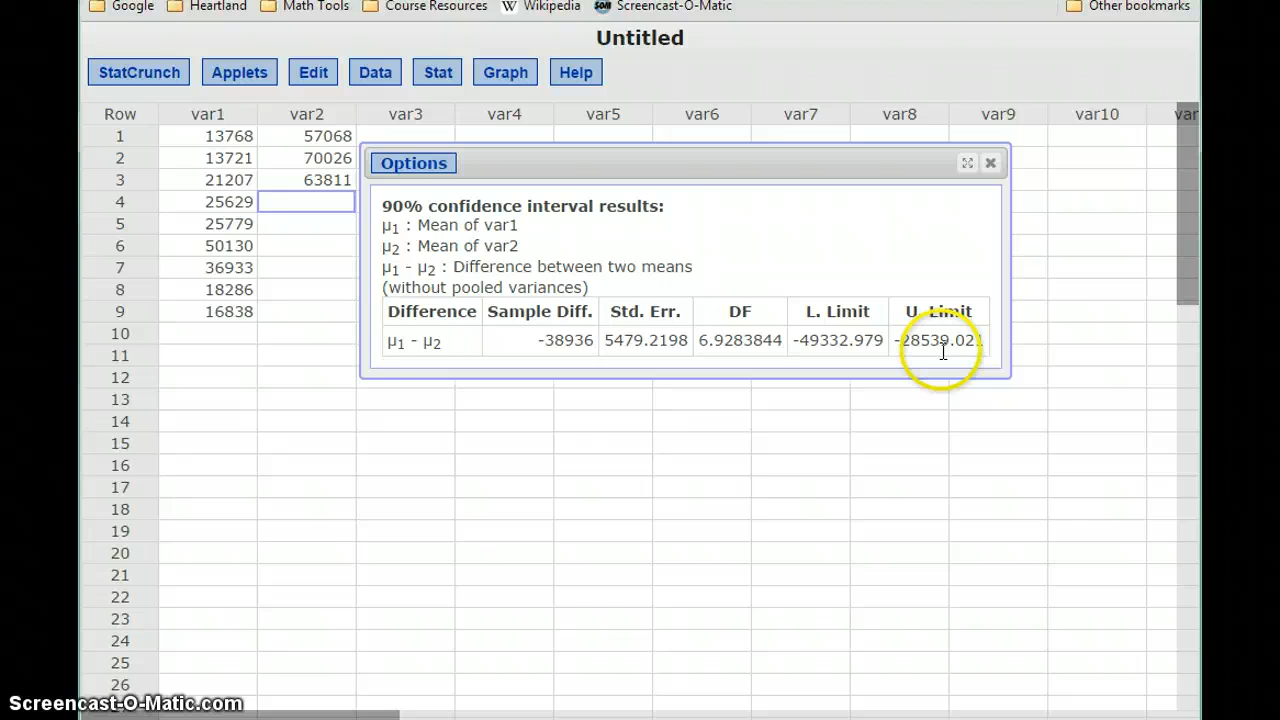 Google Heartland Math Tools Course Resources W Wikipedia SOM Screencast-O-Matic Other bookmarks
Untitled
StatCrunch Applets Edit Data Stat Graph Help
Row var1 var2 var3 var4 var5 var6 var7 var8 var9 var10 var
1 13768 57068
2 13721 70026
3 21207 63811
4 25629
5 25779
6 50130
7 36933
8 18286
9 16838
10
11
12
13
14
15
16
17
18
19
20
21
22
23
24
25
26
Options
90% confidence interval results:
μ1 : Mean of var1
μ2 : Mean of var2
μ1 - μ2 : Difference between two means
(without pooled variances)
Difference Sample Diff. Std. Err. DF L. Limit U. Limit
μ1 - μ2 -38936 5479.2198 6.9283844 -49332.979 -28539.021
Screencast-O-Matic.com